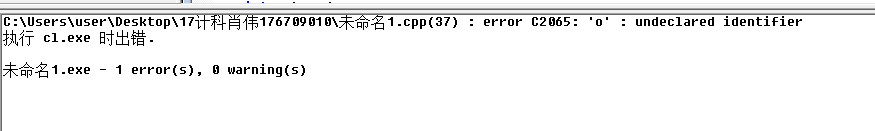 C:\Users\user\Desktop\17计科肖伟176709010\未命名1.cpp(37) : error C2065: 'o' : undeclared identifier
执行 cl.exe 时出错.
未命名1.exe - 1 error(s), 0 warning(s)